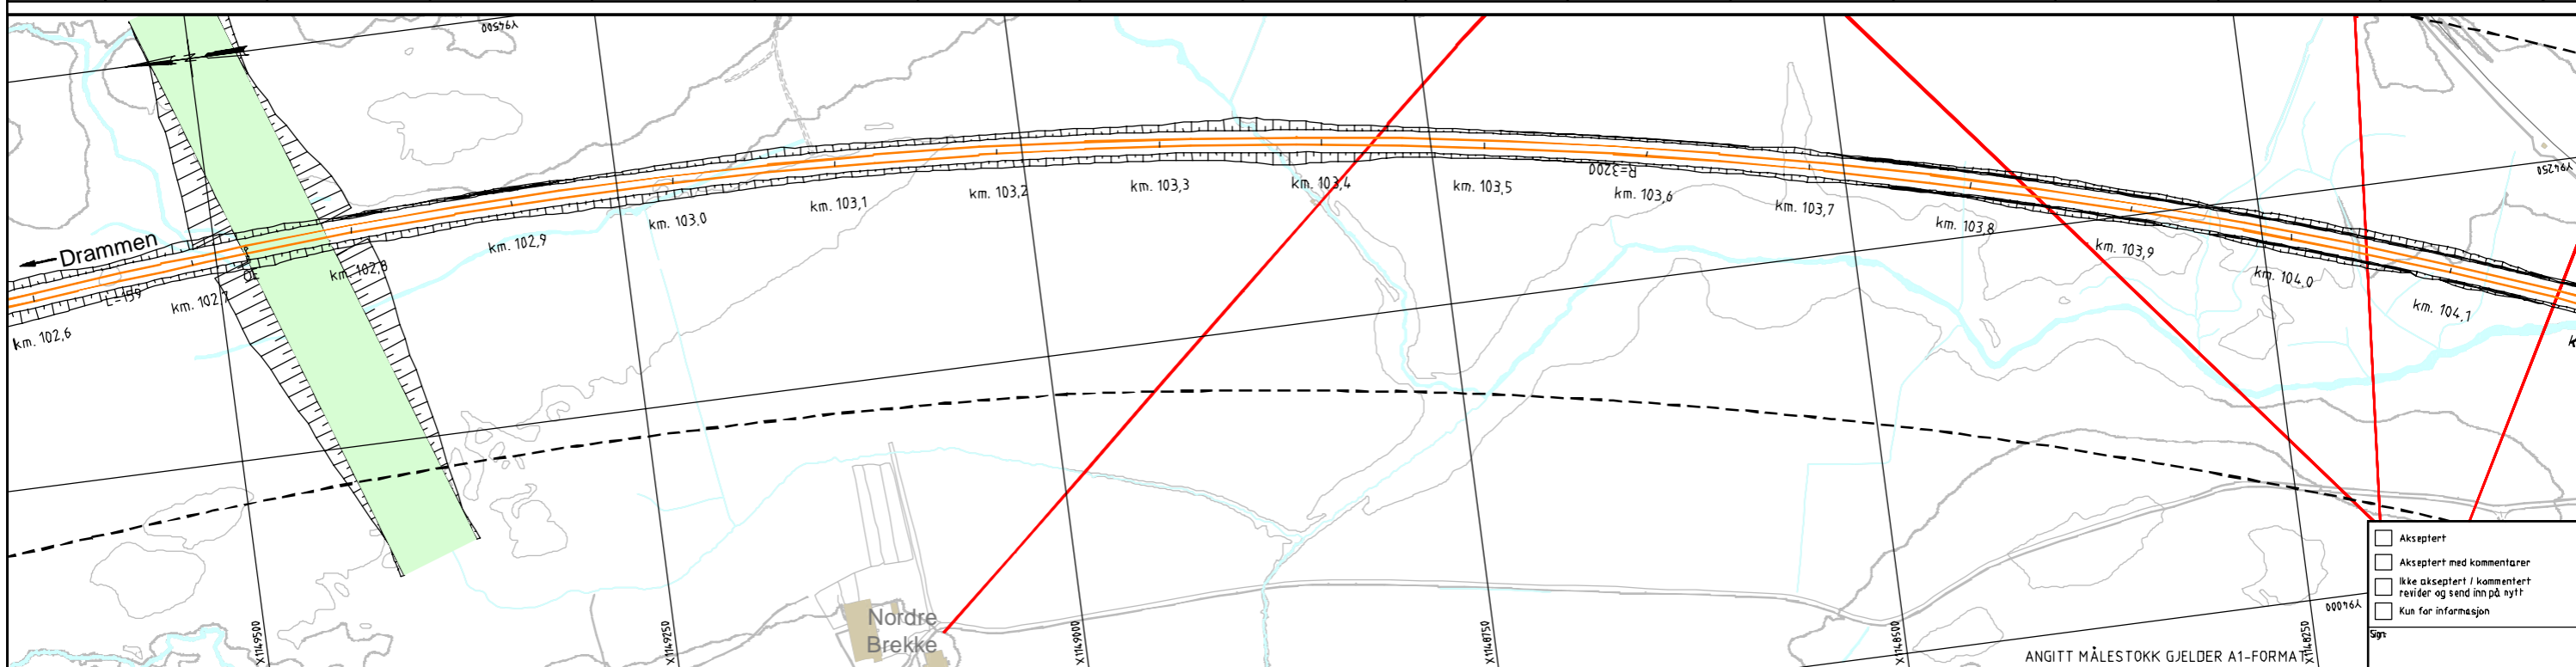 Y94500
N
Drammen
km. 102,6
L=159
km. 102,7
km. 102,8
km. 102,9
km. 103,0
km. 103,1
km. 103,2
km. 103,3
km. 103,4
km. 103,5
R=3200
km. 103,6
km. 103,7
km. 103,8
km. 103,9
km. 104,0
km. 104,1
k
Y94250
Nordre
Brekke
X1149500
X1149250
X1149000
X1148750
X1148500
X1148250
Y94000
Akseptert
Akseptert med kommentarer
Ikke akseptert / kommentert
revider og send inn på nytt
Kun for informasjon
Sign:
ANGITT MÅLESTOKK GJELDER A1-FORMAT